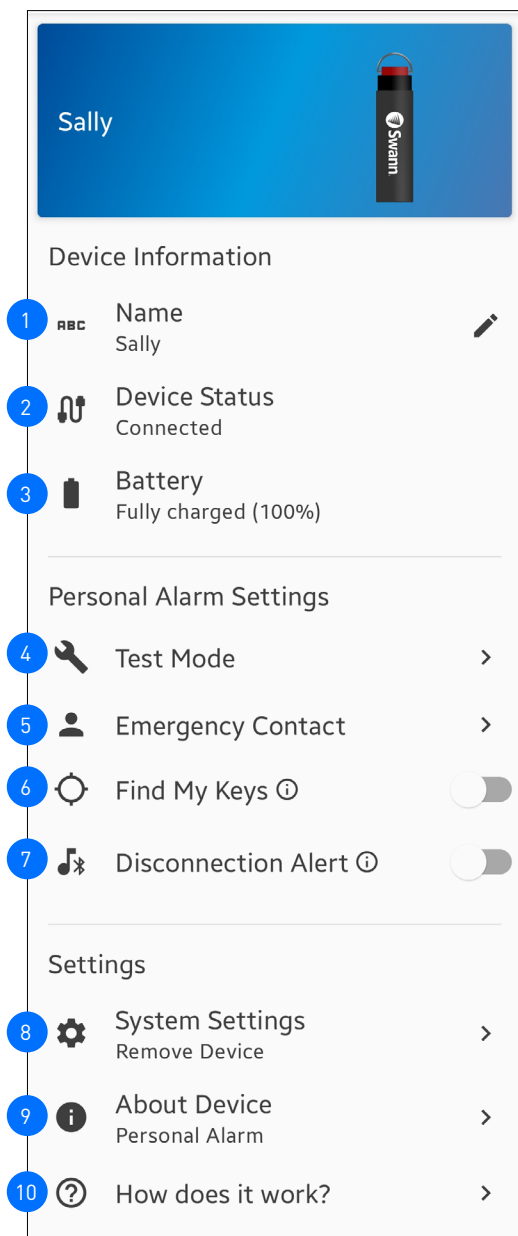 Sally
Swann
Device Information
1
ABC
Name
Sally
2
Device Status
Connected
3
Battery
Fully charged (100%)
Personal Alarm Settings
4
Test Mode
5
Emergency Contact
6
Find My Keys
7
Disconnection Alert
Settings
8
System Settings
Remove Device
9
About Device
Personal Alarm
10
How does it work?